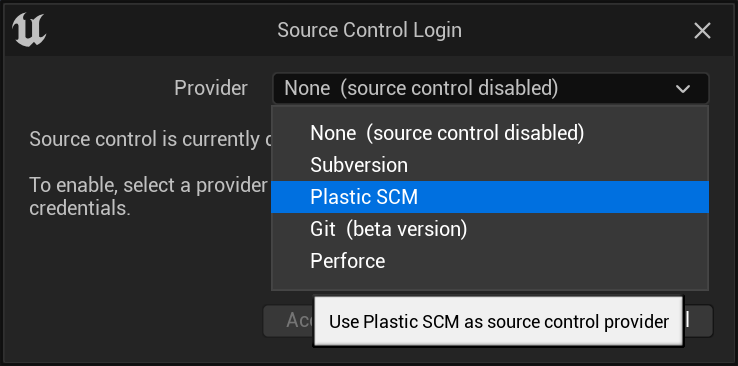 Source Control Login
Provider
None (source control disabled)
None (source control disabled)
Source control is currently
Subversion
To enable, select a provider
Plastic SCM
credentials.
Git (beta version)
Perforce
Use Plastic SCM as source control provider